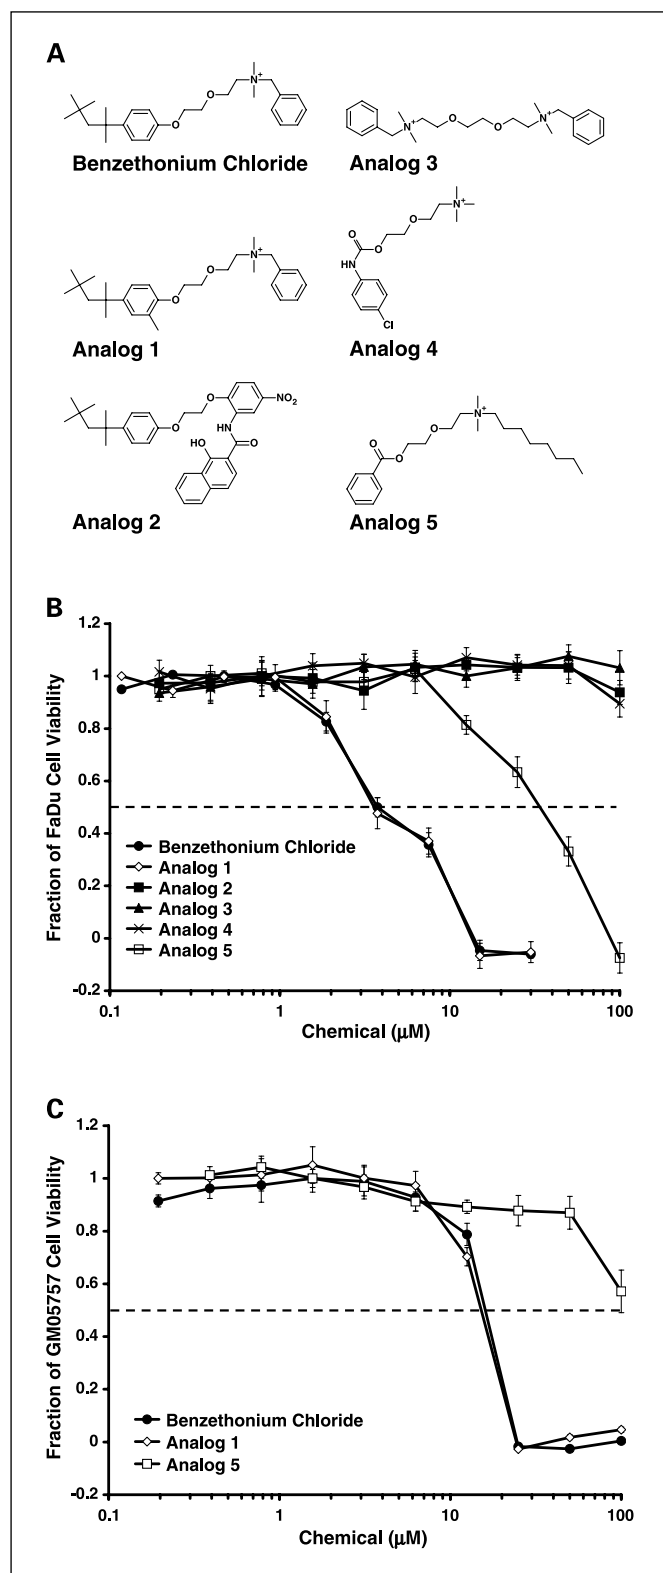 A
Benzethonium Chloride
Analog 3
Analog 1
Analog 4
Analog 2
Analog 5
N+
O
O
N+
O
O
N+
N+
O
O
N+
O
O
HN
O
N+
Cl
O
O
NO2
HN
O
OH
O
O
O
N+
B
1.2
1
0.8
0.6
0.4
0.2
0
-0.2
Fraction of FaDu Cell Viability
Benzethonium Chloride
Analog 1
Analog 2
Analog 3
Analog 4
Analog 5
0.1
1
10
100
Chemical (μM)
C
1.2
1
0.8
0.6
0.4
0.2
0
-0.2
Fraction of GM05757 Cell Viability
Benzethonium Chloride
Analog 1
Analog 5
0.1
1
10
100
Chemical (μM)